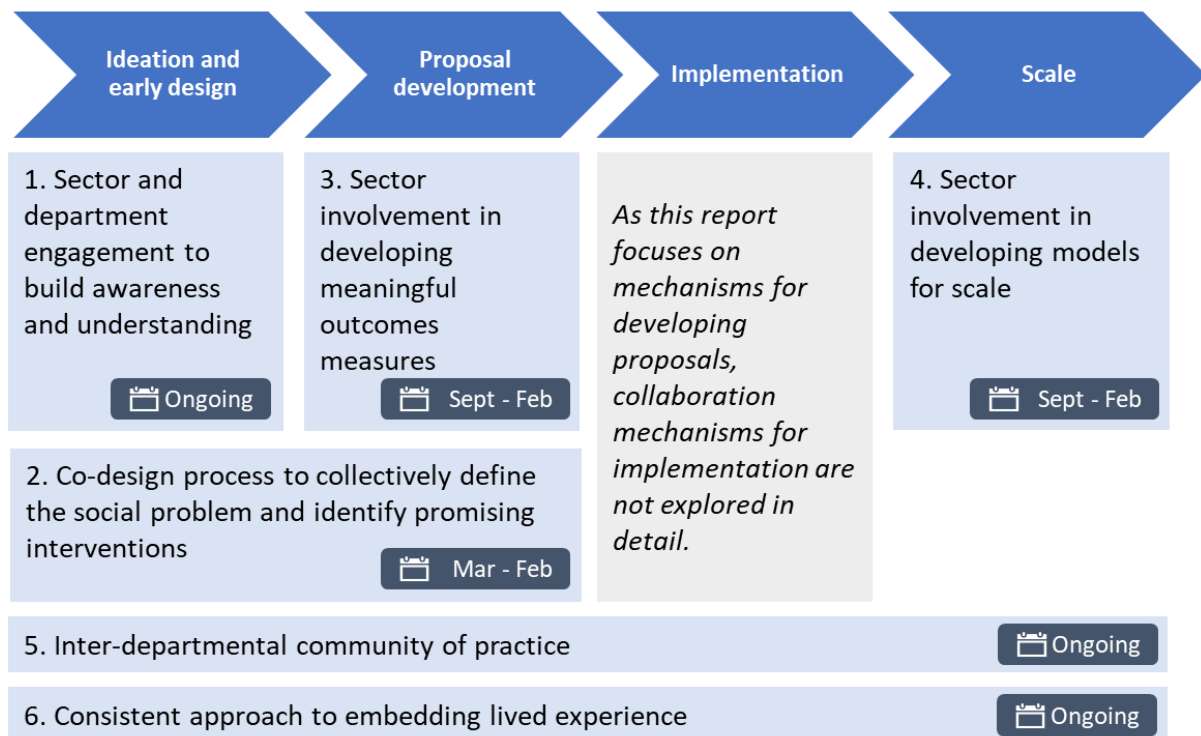 Ideation and
early design
Proposal
development
Implementation
Scale
1. Sector and
department
engagement to
build awareness
and understanding
Ongoing
3. Sector
involvement in
developing
meaningful
outcomes
measures
Sept - Feb
As this report
focuses on
mechanisms for
developing
proposals,
collaboration
mechanisms for
implementation are
not explored in
detail.
4. Sector
involvement in
developing models
for scale
Sept - Feb
2. Co-design process to collectively define
the social problem and identify promising
interventions
Mar - Feb
5. Inter-departmental community of practice
Ongoing
6. Consistent approach to embedding lived experience
Ongoing